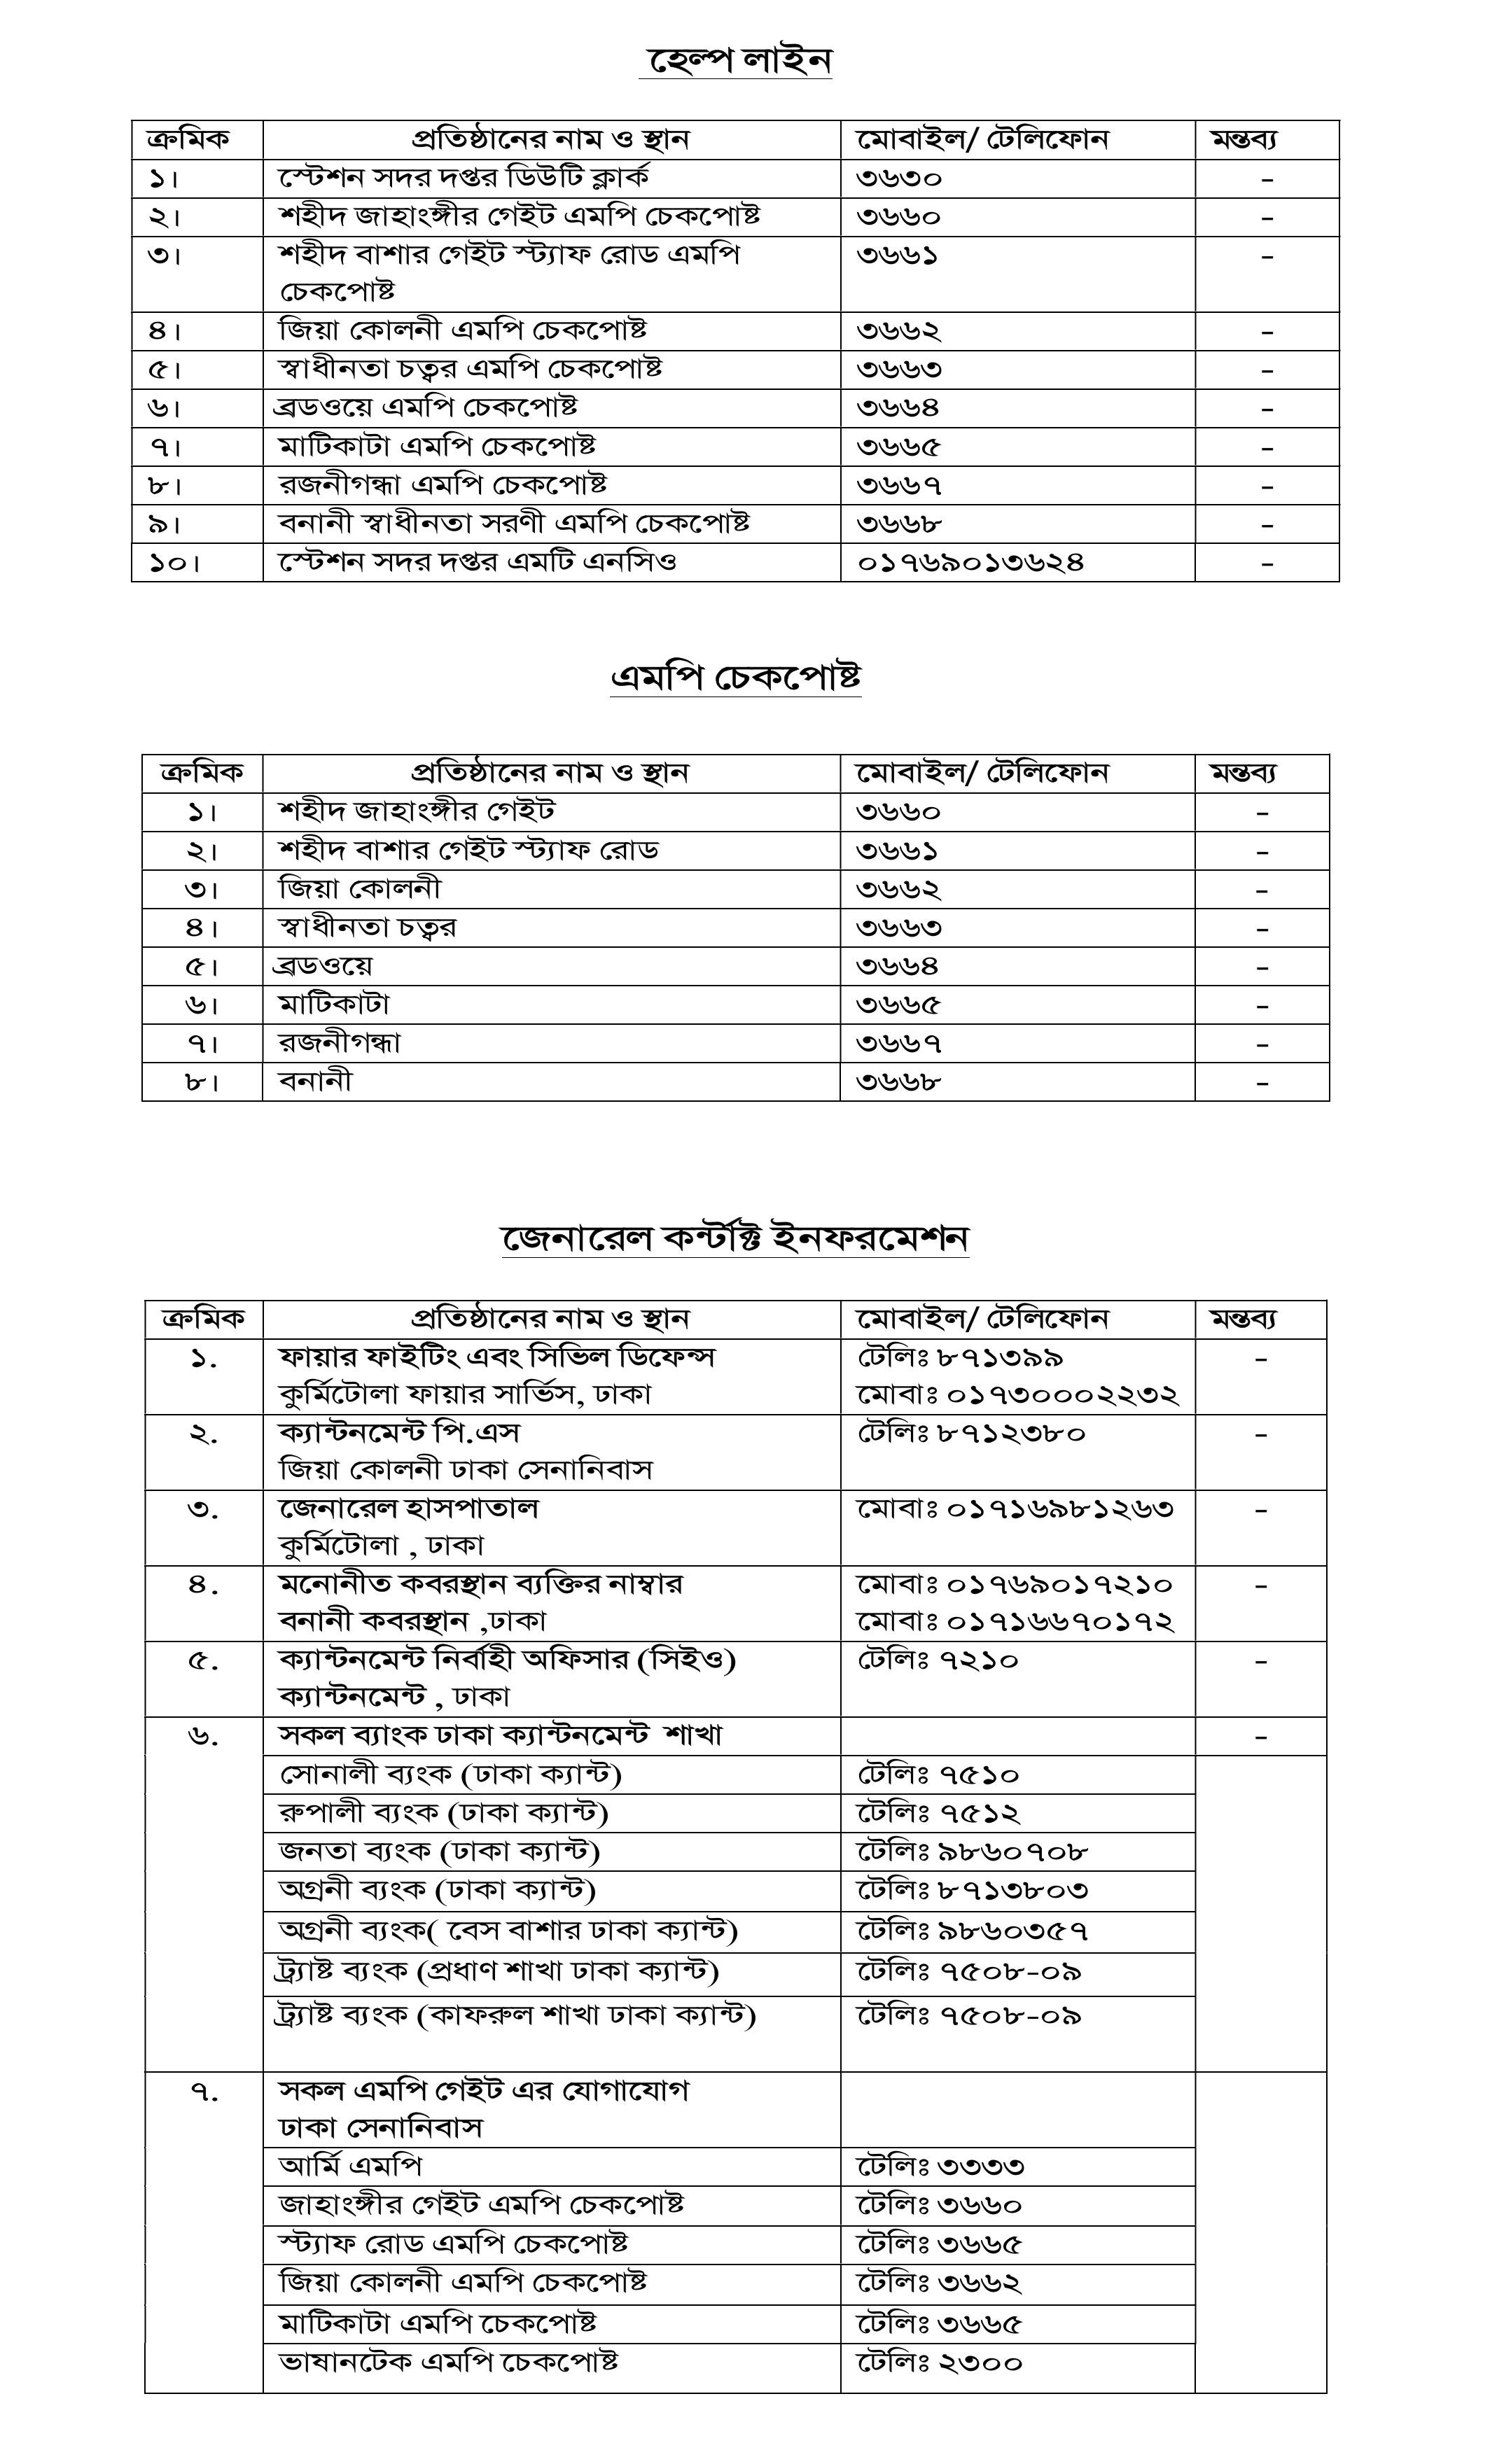 হেল্প লাইন
ক্রমিক প্রতিষ্ঠানের নাম ও স্থান মোবাইল/ টেলিফোন মন্তব্য
১। স্টেশন সদর দপ্তর ডিউটি ক্লার্ক ৩৬৩০ -
২। শহীদ জাহাংঙ্গীর গেইট এমপি চেকপোষ্ট ৩৬৬০ -
৩। শহীদ বাশার গেইট স্ট্যাফ রোড এমপি ৩৬৬১ -
চেকপোষ্ট
৪। জিয়া কোলনী এমপি চেকপোষ্ট ৩৬৬২ -
৫। স্বাধীনতা চত্বর এমপি চেকপোষ্ট ৩৬৬৩ -
৬। ব্রডওয়ে এমপি চেকপোষ্ট ৩৬৬৪ -
৭। মাটিকাটা এমপি চেকপোষ্ট ৩৬৬৫ -
৮। রজনীগন্ধা এমপি চেকপোষ্ট ৩৬৬৭ -
৯। বনানী স্বাধীনতা সরণী এমপি চেকপোষ্ট ৩৬৬৮ -
১০। স্টেশন সদর দপ্তর এমটি এনসিও ০১৭৬৯০১৩৬২৪ -
এমপি চেকপোষ্ট
ক্রমিক প্রতিষ্ঠানের নাম ও স্থান মোবাইল/ টেলিফোন মন্তব্য
১। শহীদ জাহাংঙ্গীর গেইট ৩৬৬০ -
২। শহীদ বাশার গেইট স্ট্যাফ রোড ৩৬৬১ -
৩। জিয়া কোলনী ৩৬৬২ -
৪। স্বাধীনতা চত্বর ৩৬৬৩ -
৫। ব্রডওয়ে ৩৬৬৪ -
৬। মাটিকাটা ৩৬৬৫ -
৭। রজনীগন্ধা ৩৬৬৭ -
৮। বনানী ৩৬৬৮ -
জেনারেল কর্ন্টাক্ট ইনফরমেশন
ক্রমিক প্রতিষ্ঠানের নাম ও স্থান মোবাইল/ টেলিফোন মন্তব্য
১. ফায়ার ফাইটিং এবং সিভিল ডিফেন্স টেলিঃ ৮৭১৩৯৯ -
কুর্মিটোলা ফায়ার সার্ভিস, ঢাকা মোবাঃ ০১৭৩০০০২২৩২
২. ক্যান্টনমেন্ট পি.এস টেলিঃ ৮৭১২৩৮০ -
জিয়া কোলনী ঢাকা সেনানিবাস
৩. জেনারেল হাসপাতাল মোবাঃ ০১৭১৬৯৮১২৬৩ -
কুর্মিটোলা , ঢাকা
৪. মনোনীত কবরস্থান ব্যক্তির নাম্বার মোবাঃ ০১৭৬৯০১৭২১০ -
বনানী কবরস্থান ,ঢাকা মোবাঃ ০১৭১৬৬৭০১৭২
৫. ক্যান্টনমেন্ট নির্বাহী অফিসার (সিইও) টেলিঃ ৭২১০ -
ক্যান্টনমেন্ট , ঢাকা
৬. সকল ব্যাংক ঢাকা ক্যান্টনমেন্ট শাখা -
সোনালী ব্যংক (ঢাকা ক্যান্ট) টেলিঃ ৭৫১০
রুপালী ব্যংক (ঢাকা ক্যান্ট) টেলিঃ ৭৫১২
জনতা ব্যংক (ঢাকা ক্যান্ট) টেলিঃ ৯৮৬০৭০৮
অগ্রনী ব্যংক (ঢাকা ক্যান্ট) টেলিঃ ৮৭১৩৮০৩
অগ্রনী ব্যংক( বেস বাশার ঢাকা ক্যান্ট) টেলিঃ ৯৮৬০৩৫৭
ট্র্যাষ্ট ব্যংক (প্রধাণ শাখা ঢাকা ক্যান্ট) টেলিঃ ৭৫০৮-০৯
ট্র্যাষ্ট ব্যংক (কাফরুল শাখা ঢাকা ক্যান্ট) টেলিঃ ৭৫০৮-০৯
৭. সকল এমপি গেইট এর যোগাযোগ
ঢাকা সেনানিবাস
আর্মি এমপি টেলিঃ ৩৩৩৩
জাহাংঙ্গীর গেইট এমপি চেকপোষ্ট টেলিঃ ৩৬৬০
স্ট্যাফ রোড এমপি চেকপোষ্ট টেলিঃ ৩৬৬৫
জিয়া কোলনী এমপি চেকপোষ্ট টেলিঃ ৩৬৬২
মাটিকাটা এমপি চেকপোষ্ট টেলিঃ ৩৬৬৫
ভাষানটেক এমপি চেকপোষ্ট টেলিঃ ২৩০০